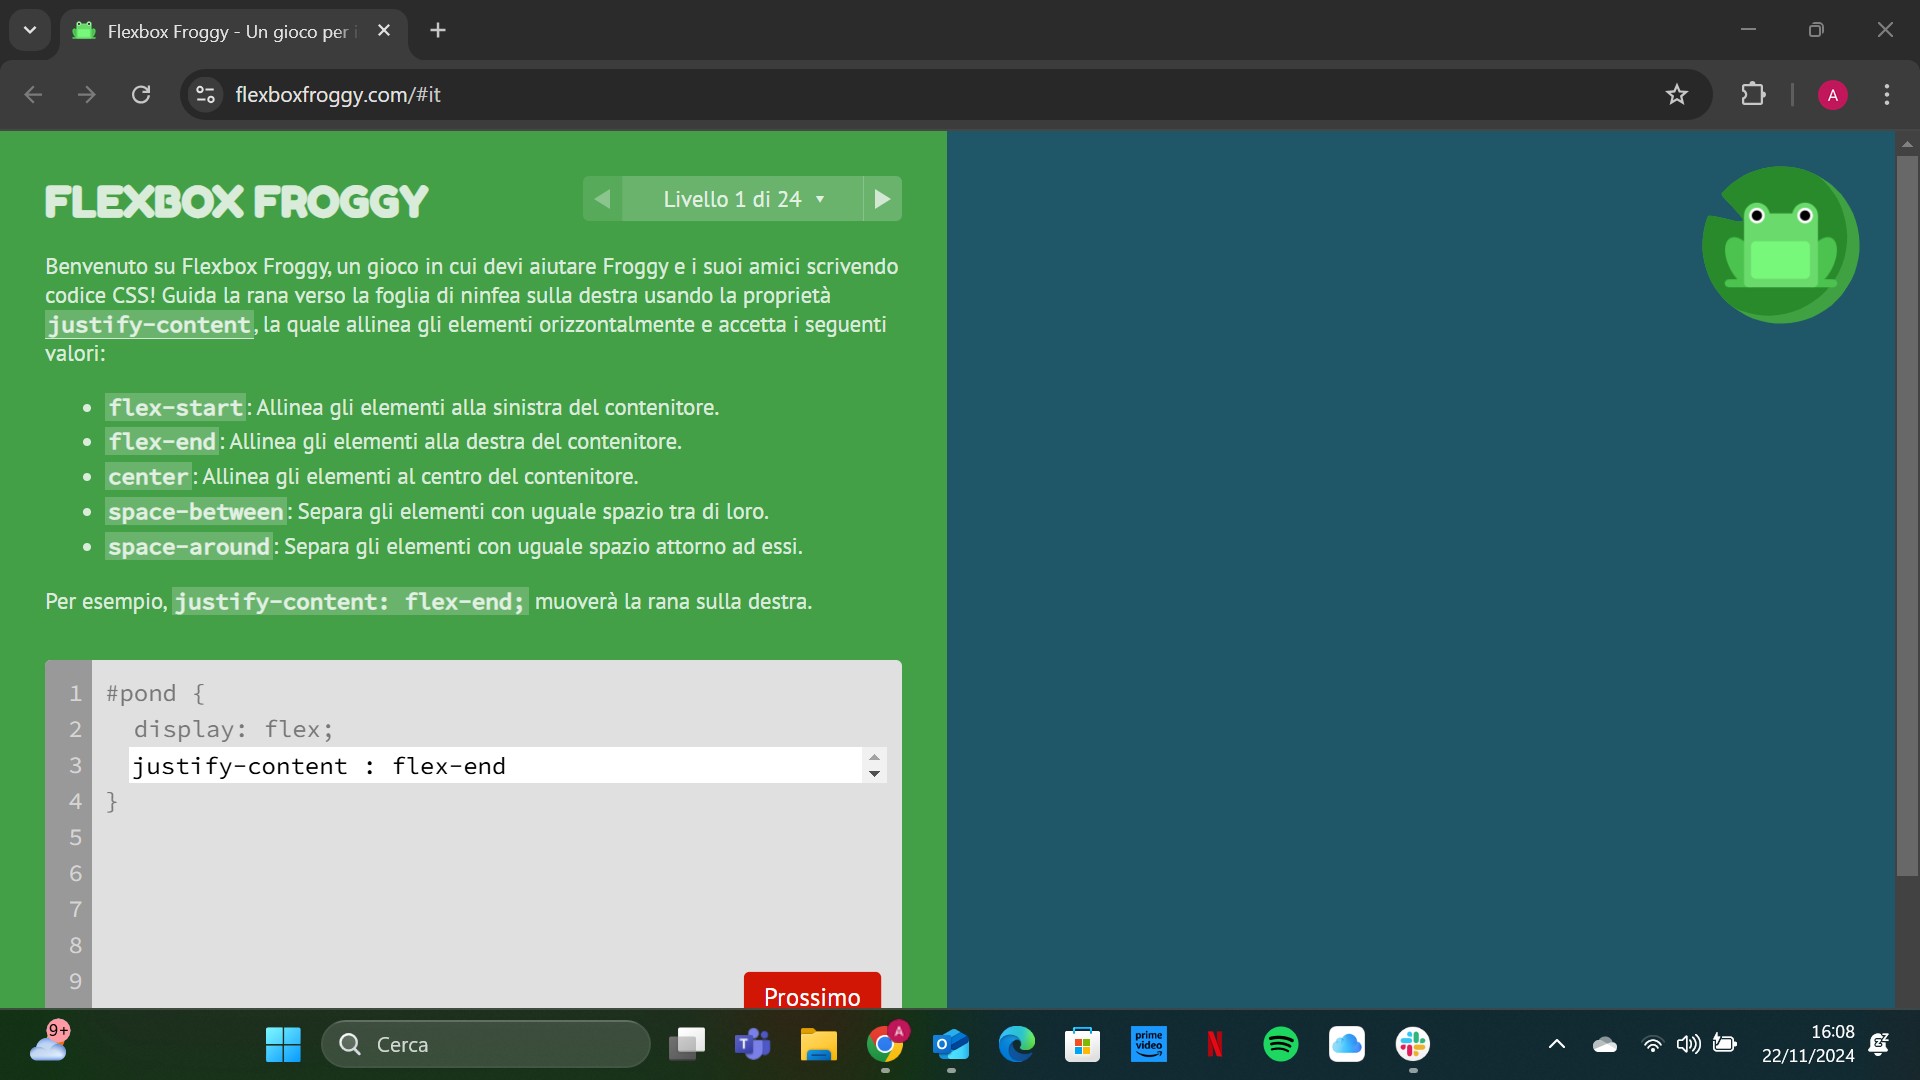 Flexbox Froggy - Un gioco per i
flexboxfroggy.com/#it
A
FLEXBOX FROGGY
Livello 1 di 24
Benvenuto su Flexbox Froggy, un gioco in cui devi aiutare Froggy e i suoi amici scrivendo
codice CSS! Guida la rana verso la foglia di ninfea sulla destra usando la proprietà
justify-content, la quale allinea gli elementi orizzontalmente e accetta i seguenti
valori:
flex-start: Allinea gli elementi alla sinistra del contenitore.
flex-end: Allinea gli elementi alla destra del contenitore.
center: Allinea gli elementi al centro del contenitore.
space-between: Separa gli elementi con uguale spazio tra di loro.
space-around: Separa gli elementi con uguale spazio attorno ad essi.
Per esempio, justify-content: flex-end; muoverà la rana sulla destra.
1 #pond {
2 display: flex;
3 justify-content : flex-end
4 }
5
6
7
8
9
Prossimo
9+
Cerca
T
A
O
prime
video
N
16:08
22/11/2024